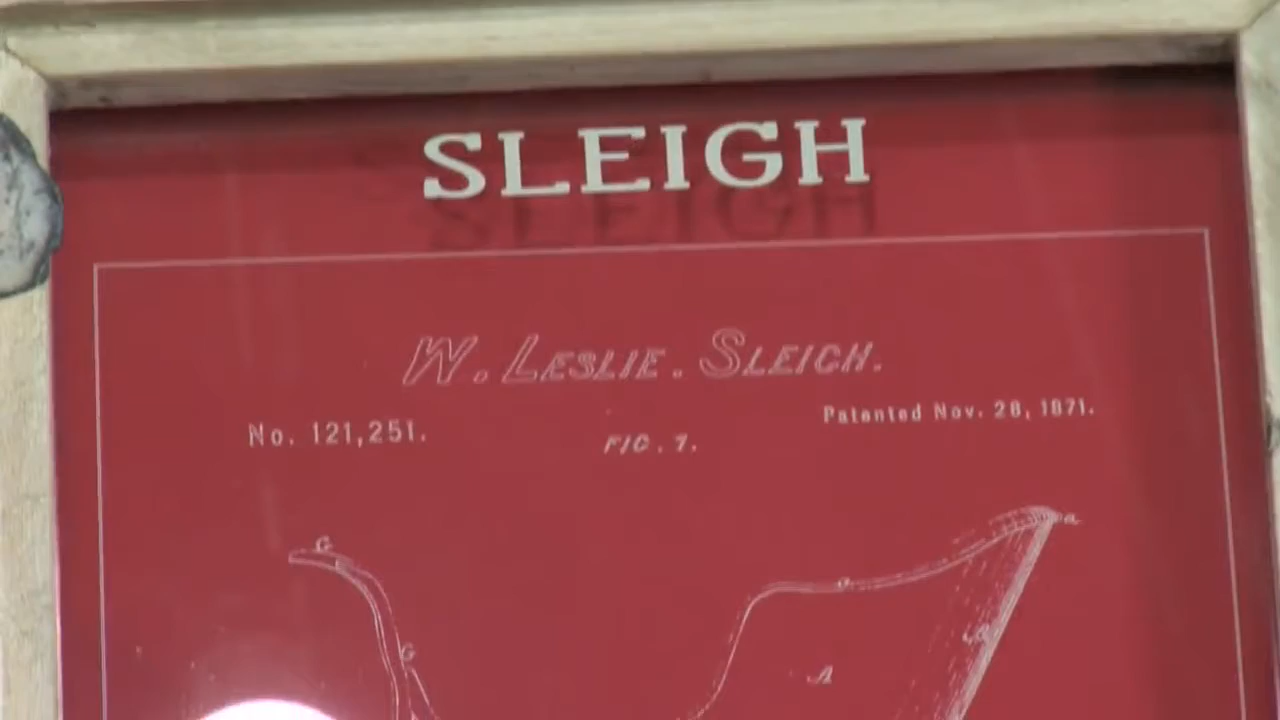 SLEIGH
W. LESLIE. SLEIGH.
No. 121,251.
Patented Nov. 28, 1871.
FIG. 1.
G
a
G
A